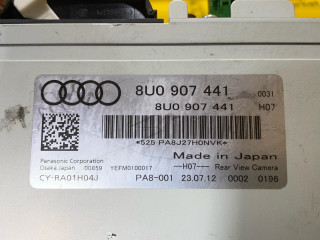 8U0 907 441 0031
8U0 907 441 H07
*525 PA8J27H0NVK*
Made in Japan
Panasonic Corporation
Osaka Japan 00859 YEFM0100017
—H07— Rear View Camera
CY-RA01H04J PA8-001 23.07.12 0002 0196